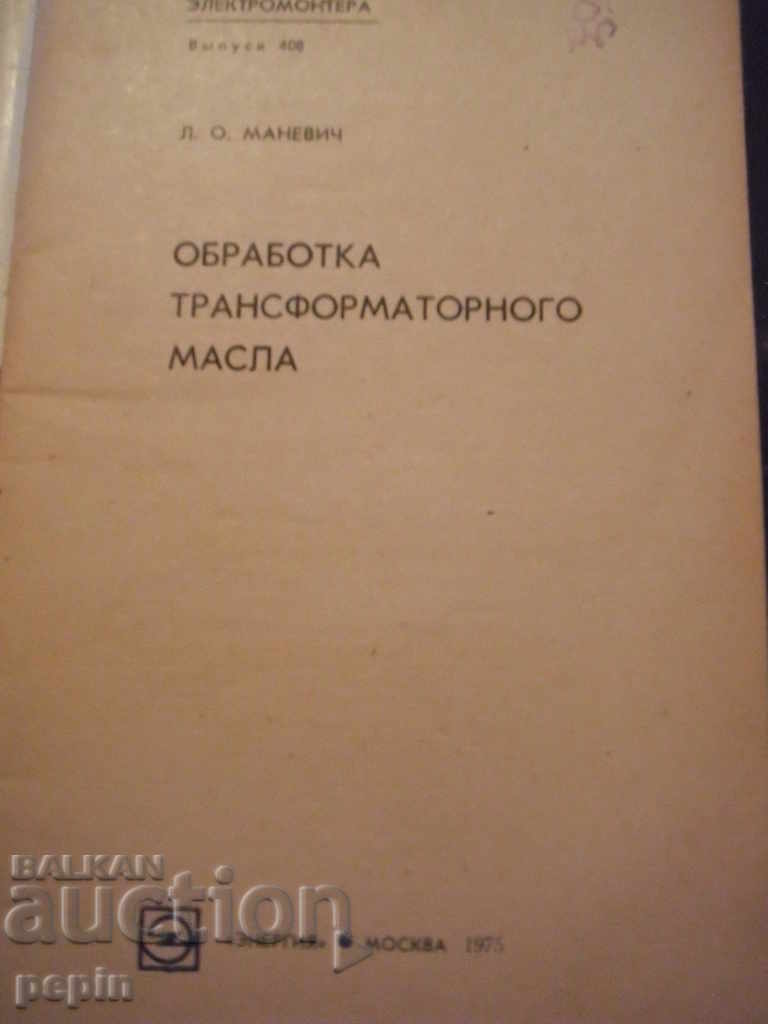 ЭЛЕКТРОМОНТЕРА
Выпуск 408
Л. О. МАНЕВИЧ
ОБРАБОТКА
ТРАНСФОРМАТОРНОГО
МАСЛА
«ЭНЕРГИЯ» • МОСКВА 1975
BALKAN
auction
pepin